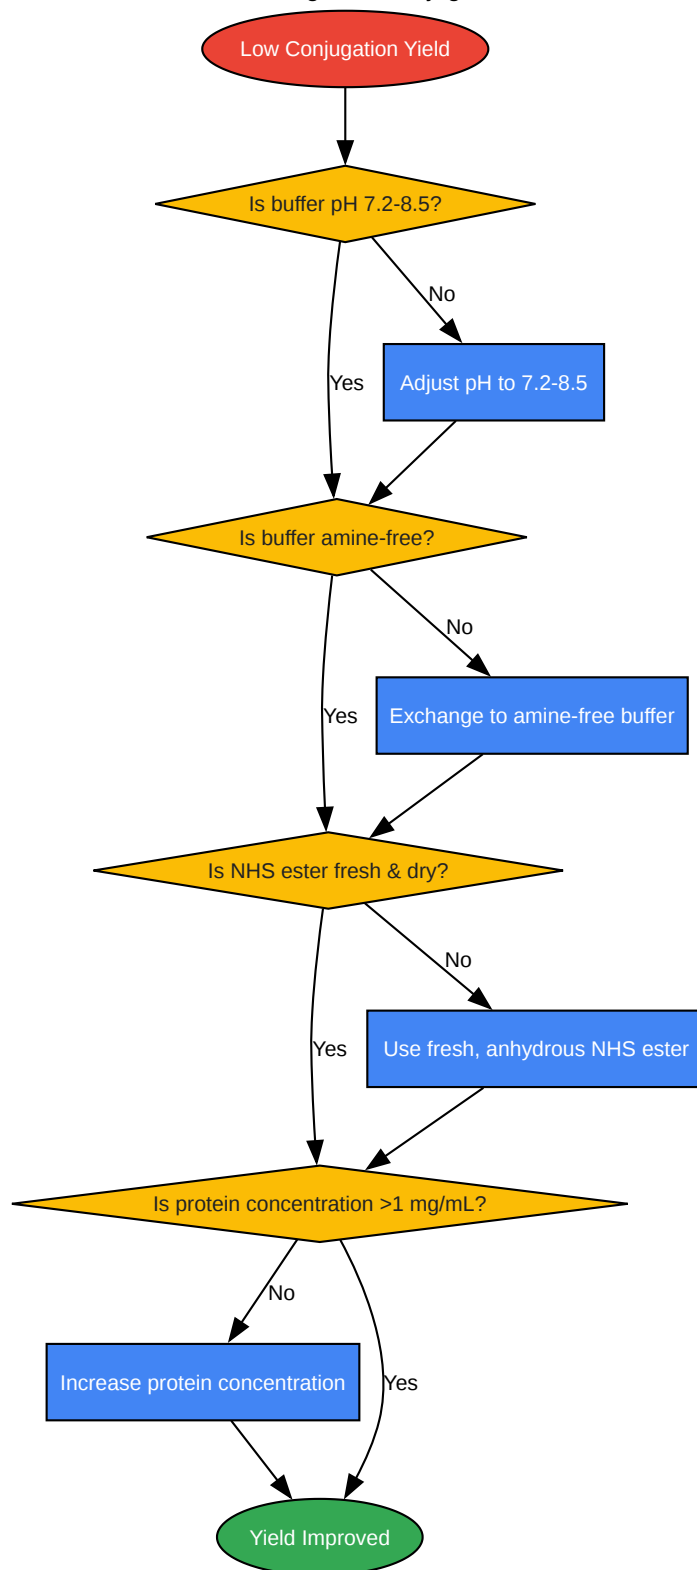 Low Conjugation Yield
Is buffer pH 7.2-8.5?
No
Yes
Adjust pH to 7.2-8.5
Is buffer amine-free?
No
Yes
Exchange to amine-free buffer
Is NHS ester fresh & dry?
No
Yes
Use fresh, anhydrous NHS ester
Is protein concentration >1 mg/mL?
No
Increase protein concentration
Yes
Yield Improved